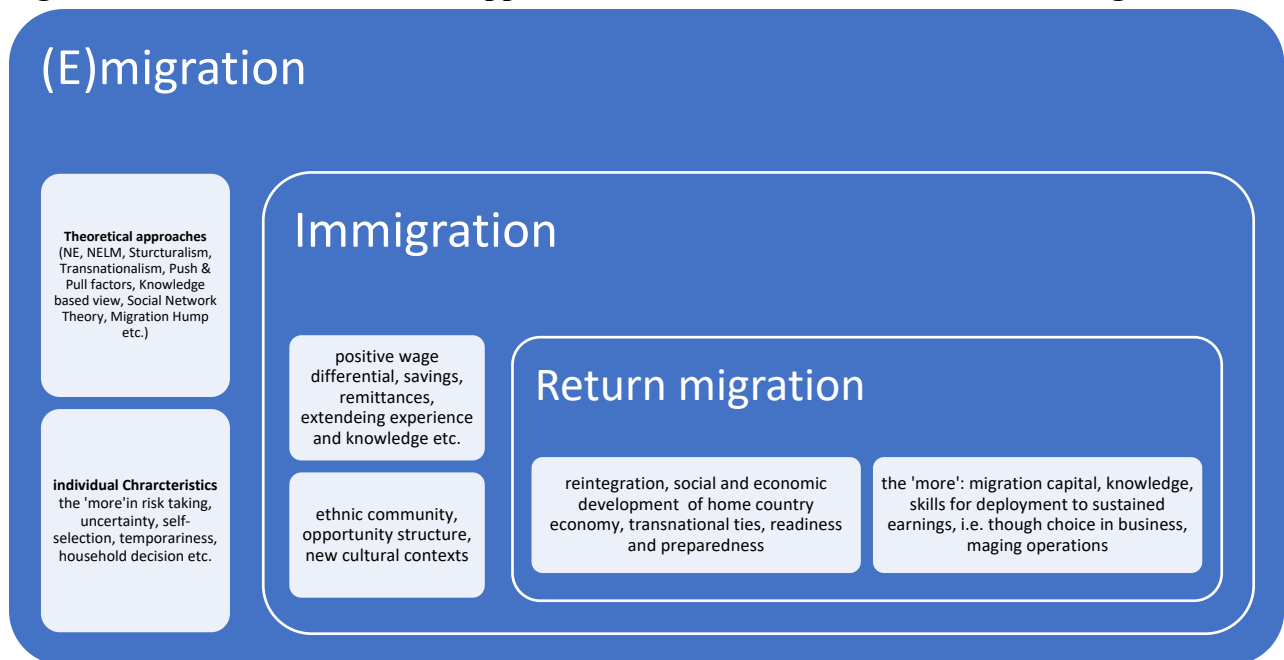 (E)migration
Theoretical approaches
(NE, NELM, Sturcturalism,
Transnationalism, Push &
Pull factors, Knowledge
based view, Social Network
Theory, Migration Hump
etc.)
individual Chrarcteristics
the 'more'in risk taking,
uncertainty, self-
selection, temporariness,
household decision etc.
Immigration
positive wage
differential, savings,
remittances,
extendeing experience
and knowledge etc.
ethnic community,
opportunity structure,
new cultural contexts
Return migration
reintegration, social and economic
development of home country
economy, transnational ties, readiness
and preparedness
the 'more': migration capital, knowledge,
skills for deployment to sustained
earnings, i.e. though choice in business,
maging operations